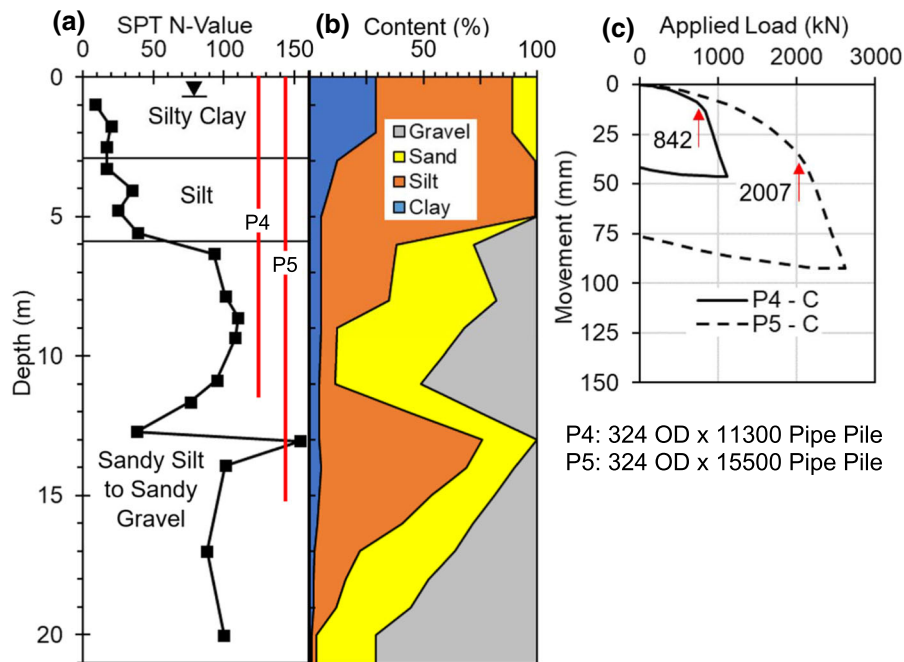 (a)
SPT N-Value
0 50 100 150
Depth (m)
0
5
10
15
20
Silty Clay
Silt
P4
P5
Sandy Silt
to Sandy
Gravel
(b)
Content (%)
50 100
Gravel
Sand
Silt
Clay
(c)
Applied Load (kN)
0 1000 2000 3000
Movement (mm)
0
25
50
75
100
125
150
842
2007
P4 - C
P5 - C
P4: 324 OD x 11300 Pipe Pile
P5: 324 OD x 15500 Pipe Pile